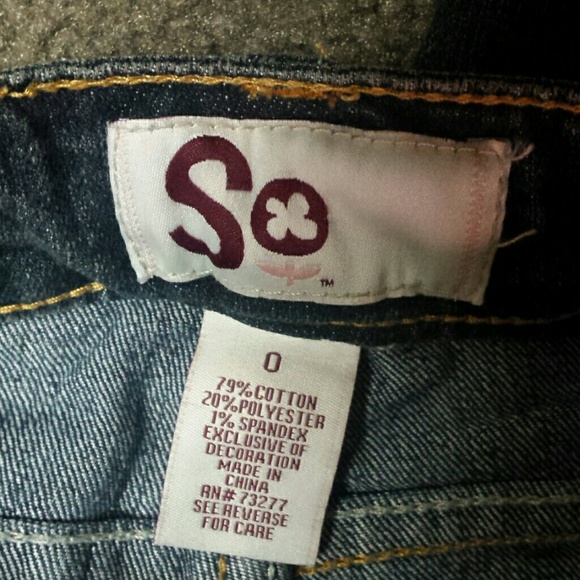 So
TM
0
79% COTTON
20% POLYESTER
1% SPANDEX
EXCLUSIVE OF
DECORATION
MADE IN
CHINA
RN# 73277
SEE REVERSE
FOR CARE